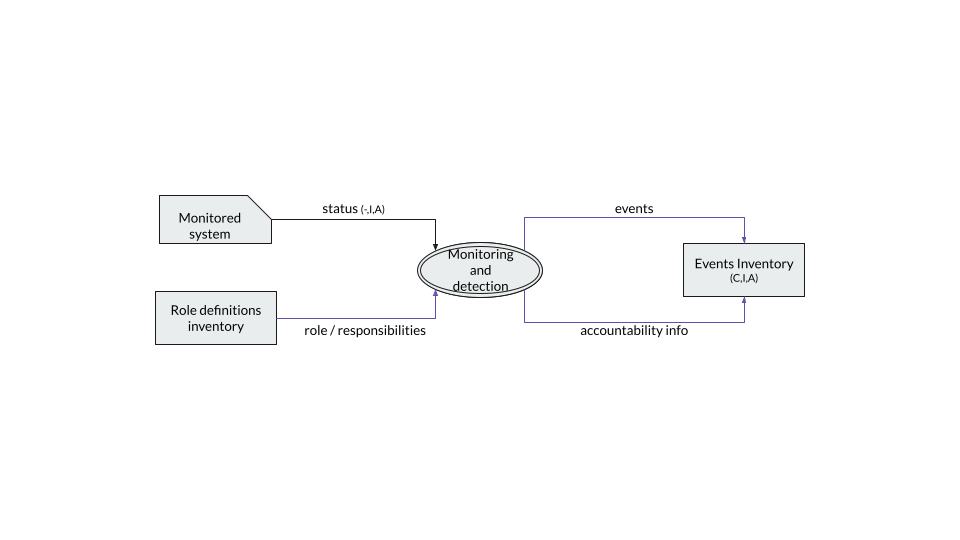 Monitored
system
status (-,I,A)
Monitoring
and
detection
events
Events Inventory
(C,I,A)
Role definitions
inventory
role / responsibilities
accountability info